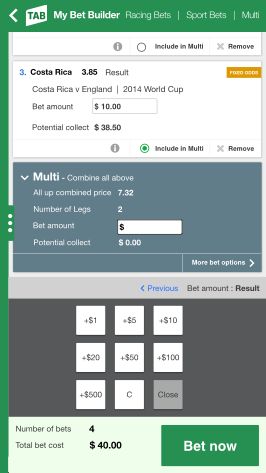 TAB My Bet Builder Racing Bets | Sport Bets | Multi
Include in Multi Remove
3. Costa Rica 3.85 Result FIXED ODDS
Costa Rica v England | 2014 World Cup
Bet amount $ 10.00
Potential collect $ 38.50
Include in Multi Remove
Multi - Combine all above
All up combined price 7.32
Number of Legs 2
Bet amount $
Potential collect $ 0.00
More bet options
Previous Bet amount : Result
+$1 +$5 +$10
+$20 +$50 +$100
+$500 C Close
Number of bets 4
Total bet cost $ 40.00
Bet now